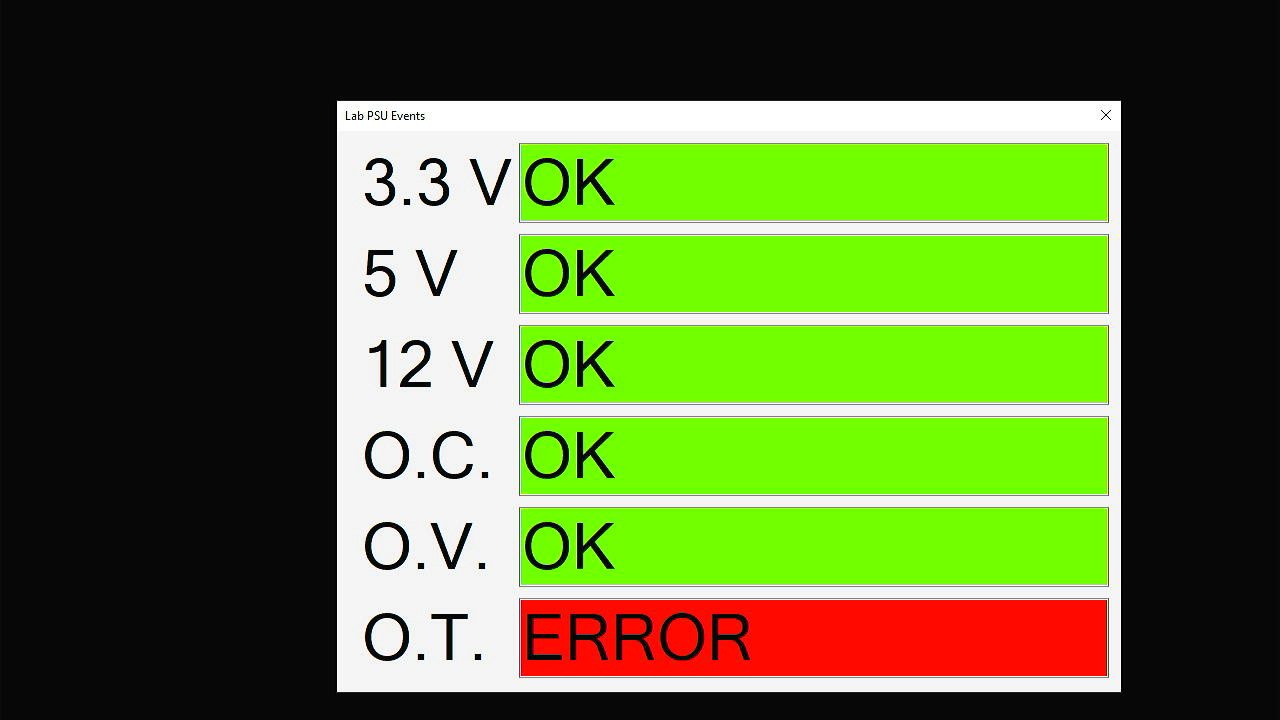 Lab PSU Events
3.3 V OK
5 V OK
12 V OK
O.C. OK
O.V. OK
O.T. ERROR